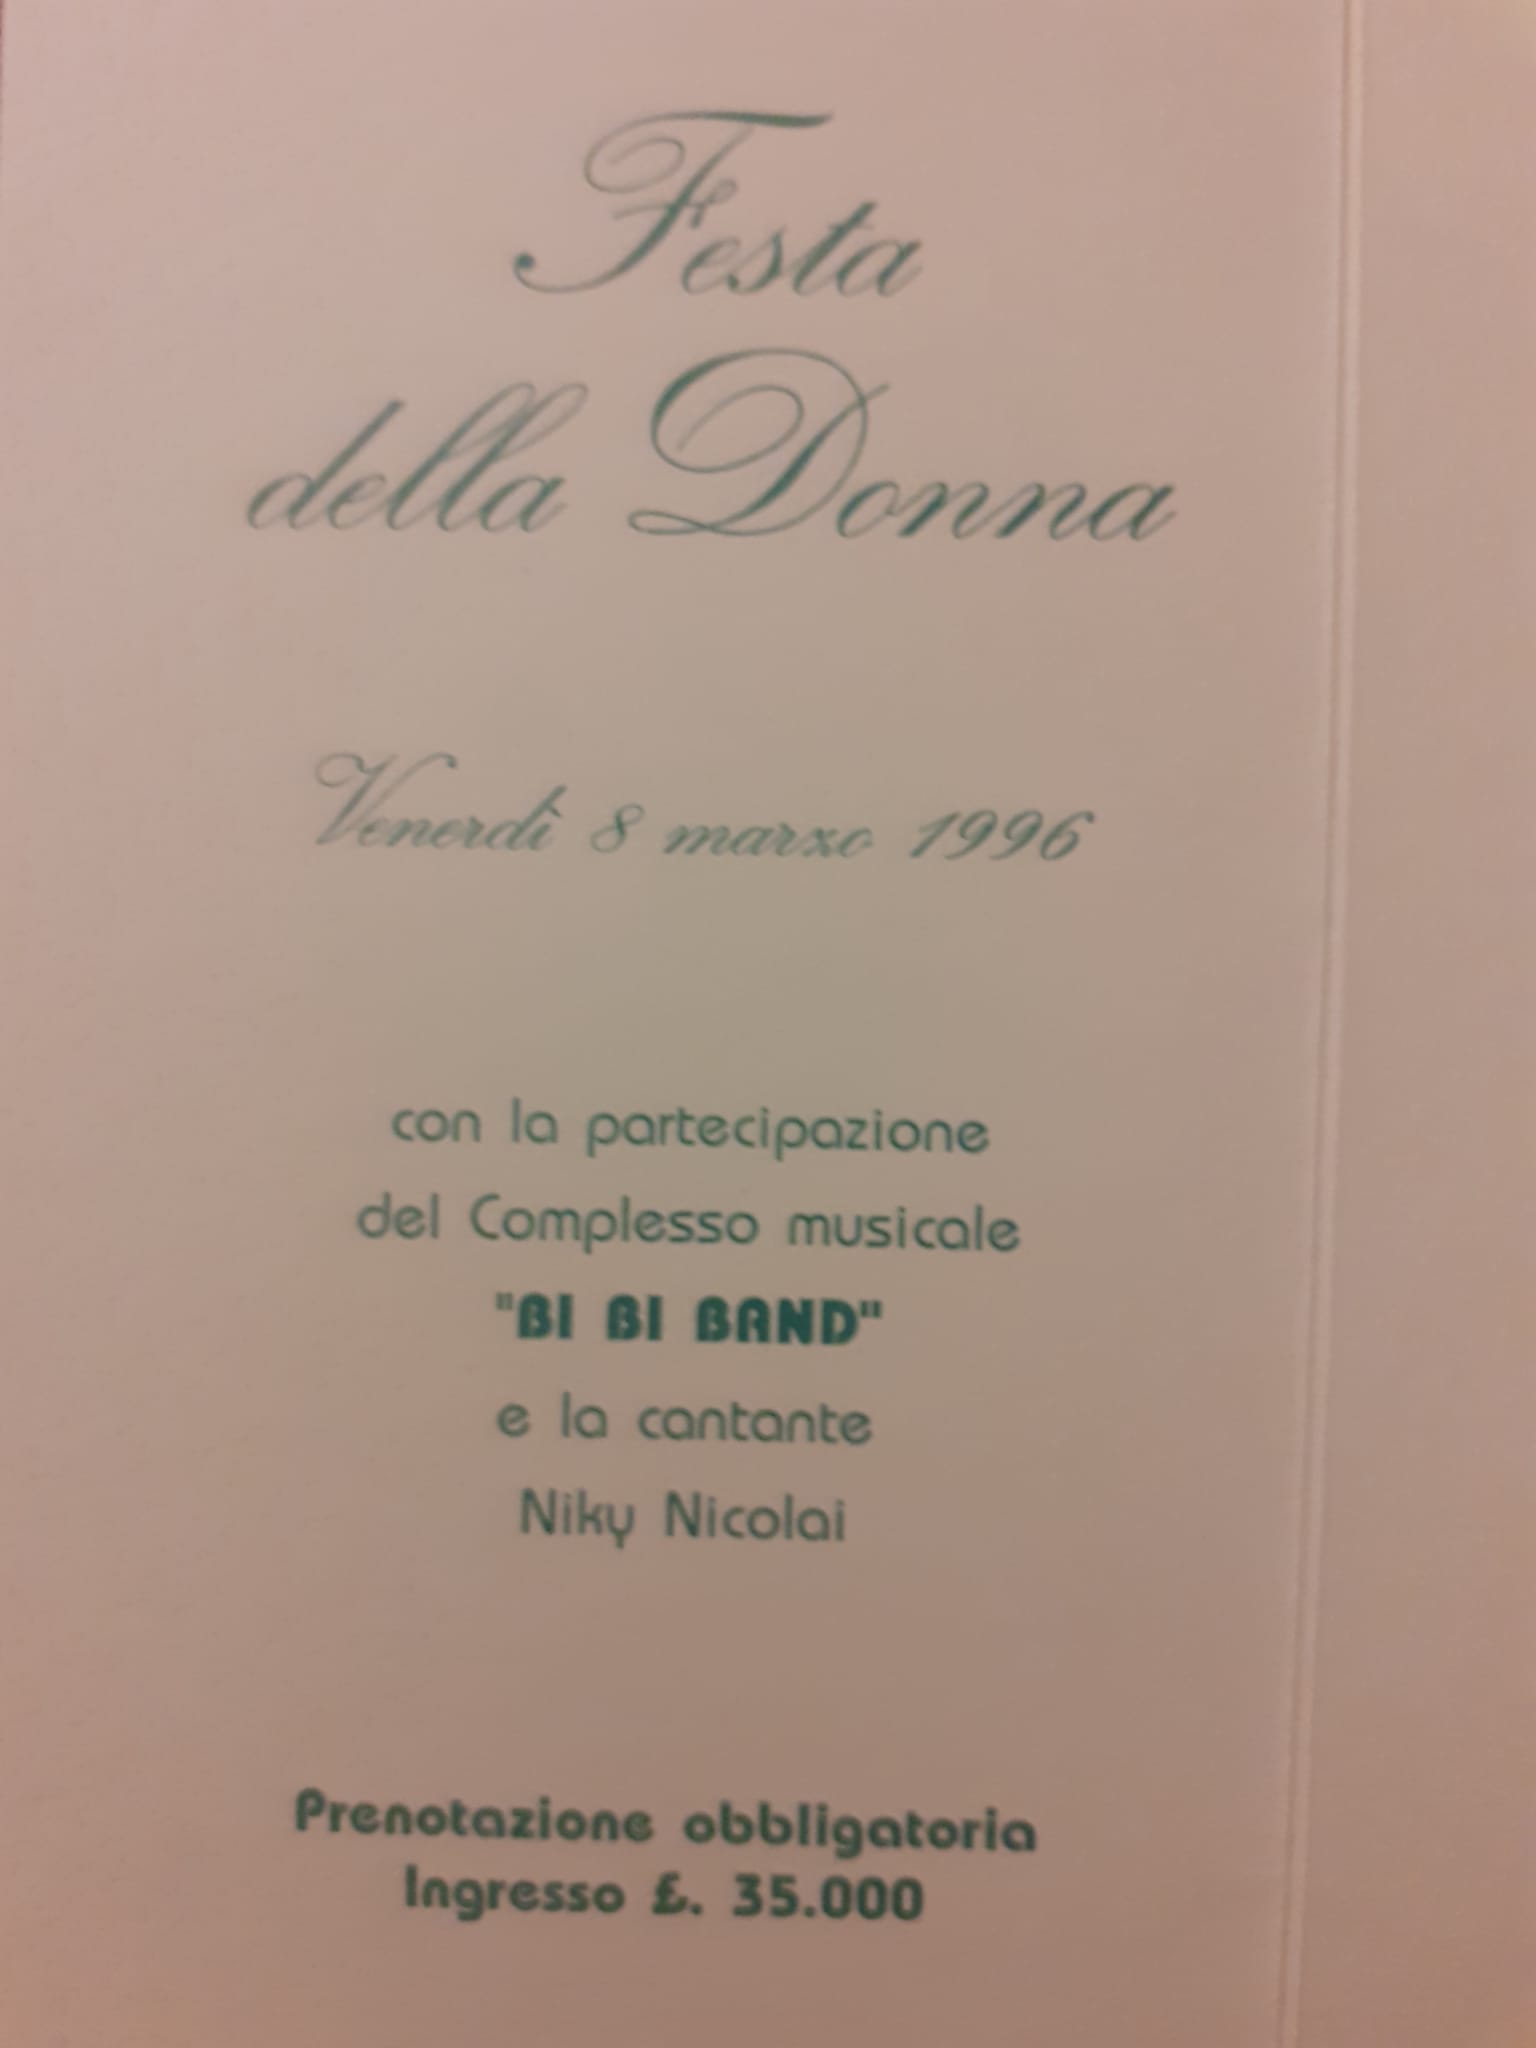 Festa
della Donna
Venerdì 8 marzo 1996
con la partecipazione
del Complesso musicale
"BI BI BAND"
e la cantante
Niky Nicolai
Prenotazione obbligatoria
Ingresso £. 35.000